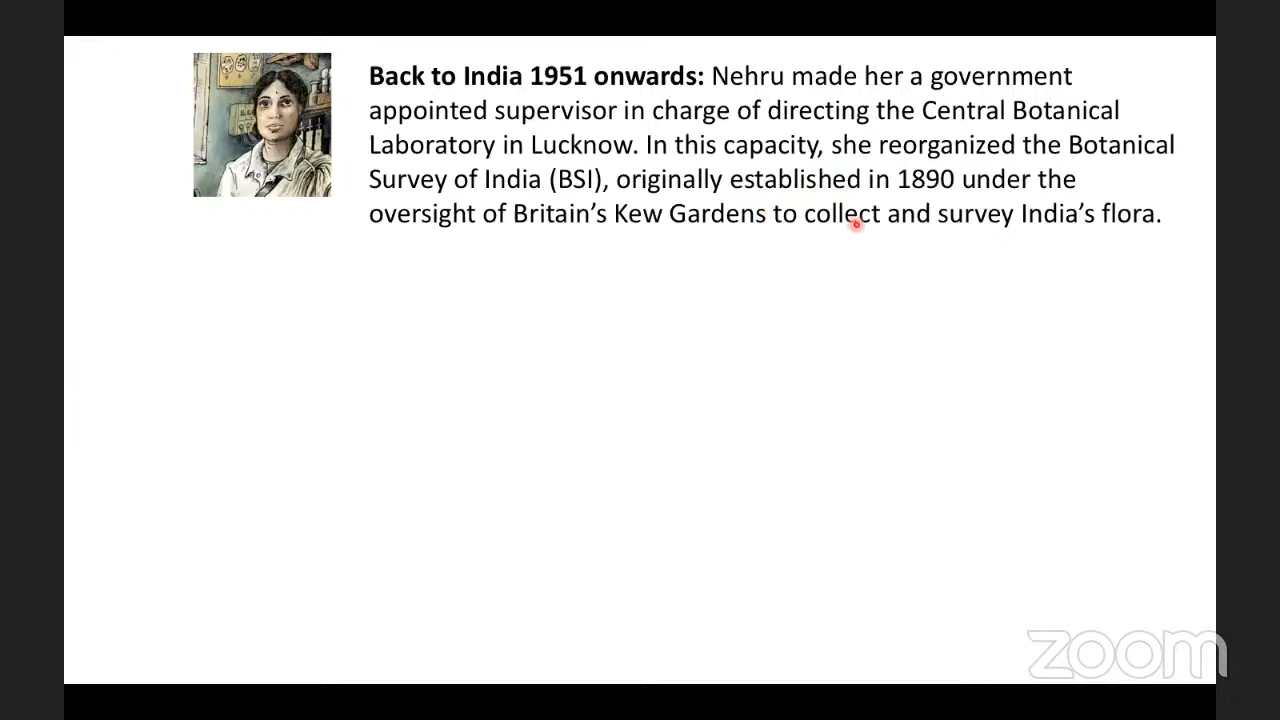 Back to India 1951 onwards: Nehru made her a government
appointed supervisor in charge of directing the Central Botanical
Laboratory in Lucknow. In this capacity, she reorganized the Botanical
Survey of India (BSI), originally established in 1890 under the
oversight of Britain’s Kew Gardens to collect and survey India’s flora.
zoom